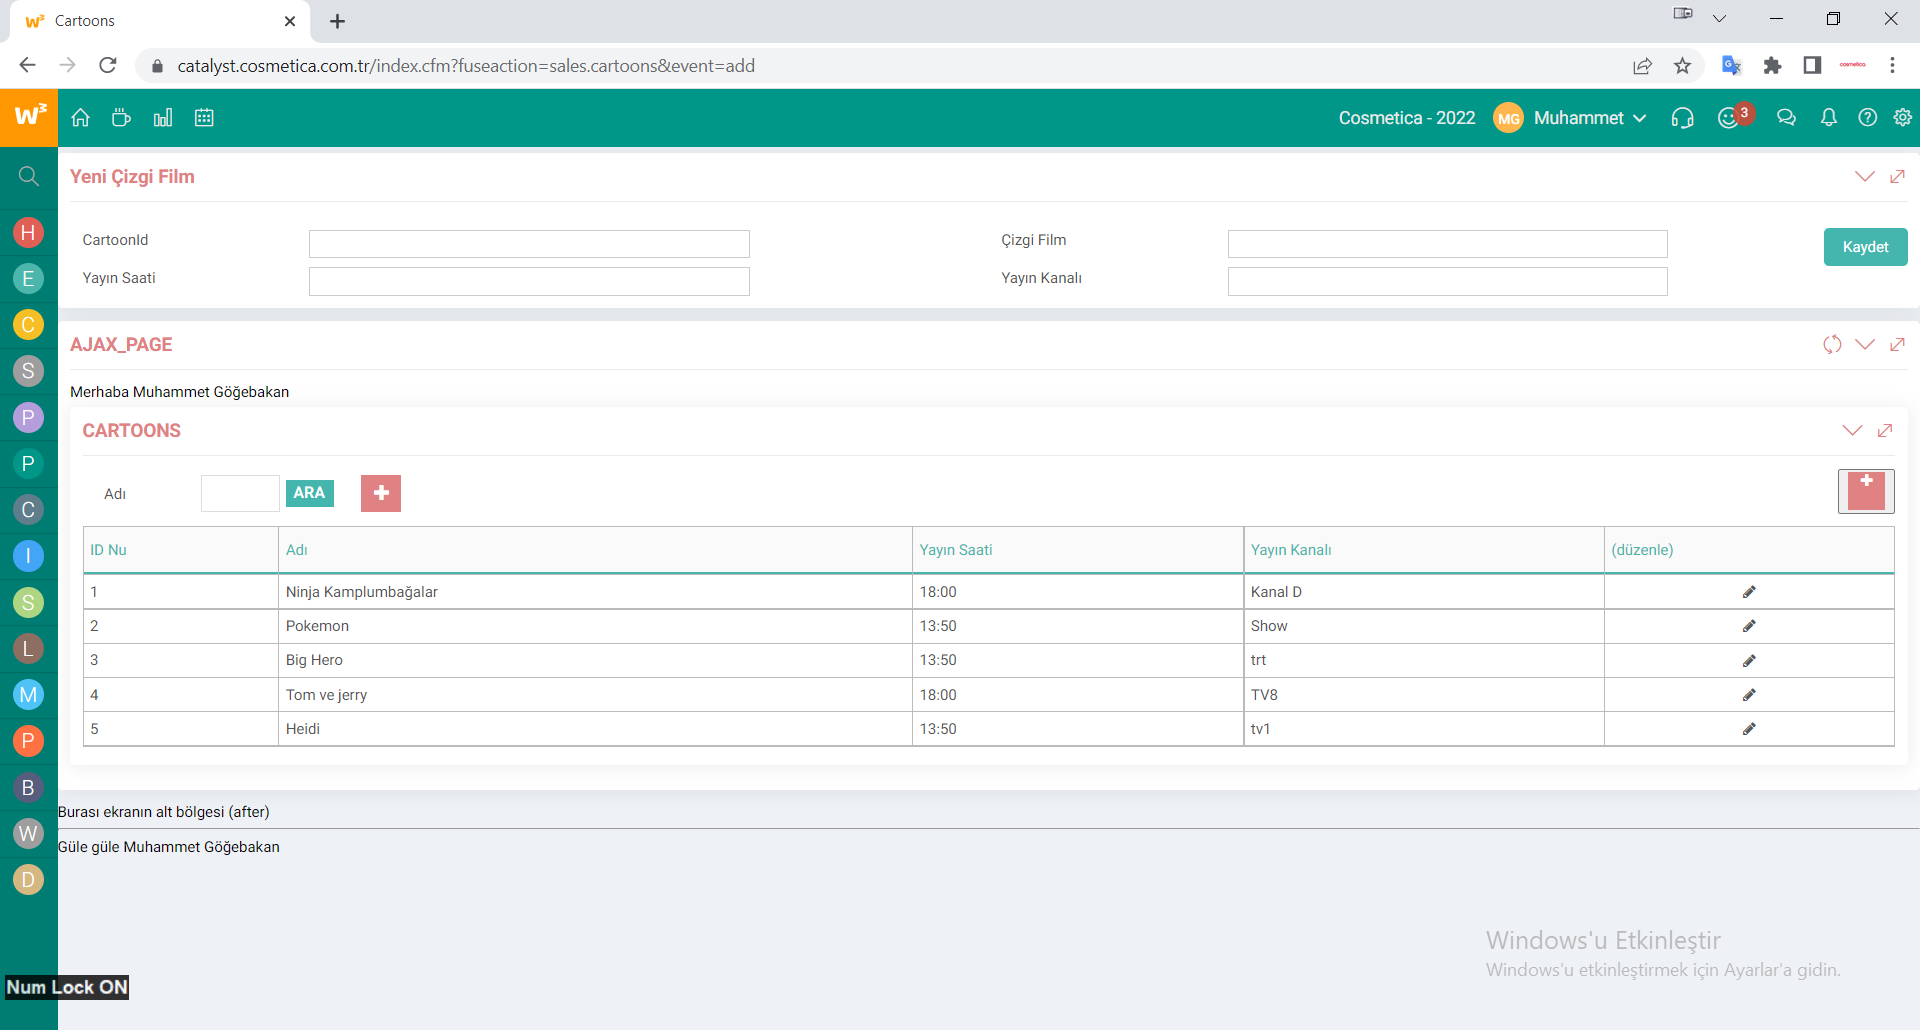 w³ Cartoons
catalyst.cosmetica.com.tr/index.cfm?fuseaction=sales.cartoons&event=add
cosmetica
w³
Cosmetica - 2022 MG Muhammet 3
Yeni Çizgi Film
CartoonId Çizgi Film Kaydet
Yayın Saati Yayın Kanalı
AJAX_PAGE
Merhaba Muhammet Göğebakan
CARTOONS
Adı ARA
ID Nu Adı Yayın Saati Yayın Kanalı (düzenle)
1 Ninja Kamplumbağalar 18:00 Kanal D
2 Pokemon 13:50 Show
3 Big Hero 13:50 trt
4 Tom ve jerry 18:00 TV8
5 Heidi 13:50 tv1
Burası ekranın alt bölgesi (after)
Güle güle Muhammet Göğebakan
H
E
C
S
P
P
C
I
S
L
M
P
B
W
D
Windows'u Etkinleştir
Windows'u etkinleştirmek için Ayarlar'a gidin.
Num Lock ON